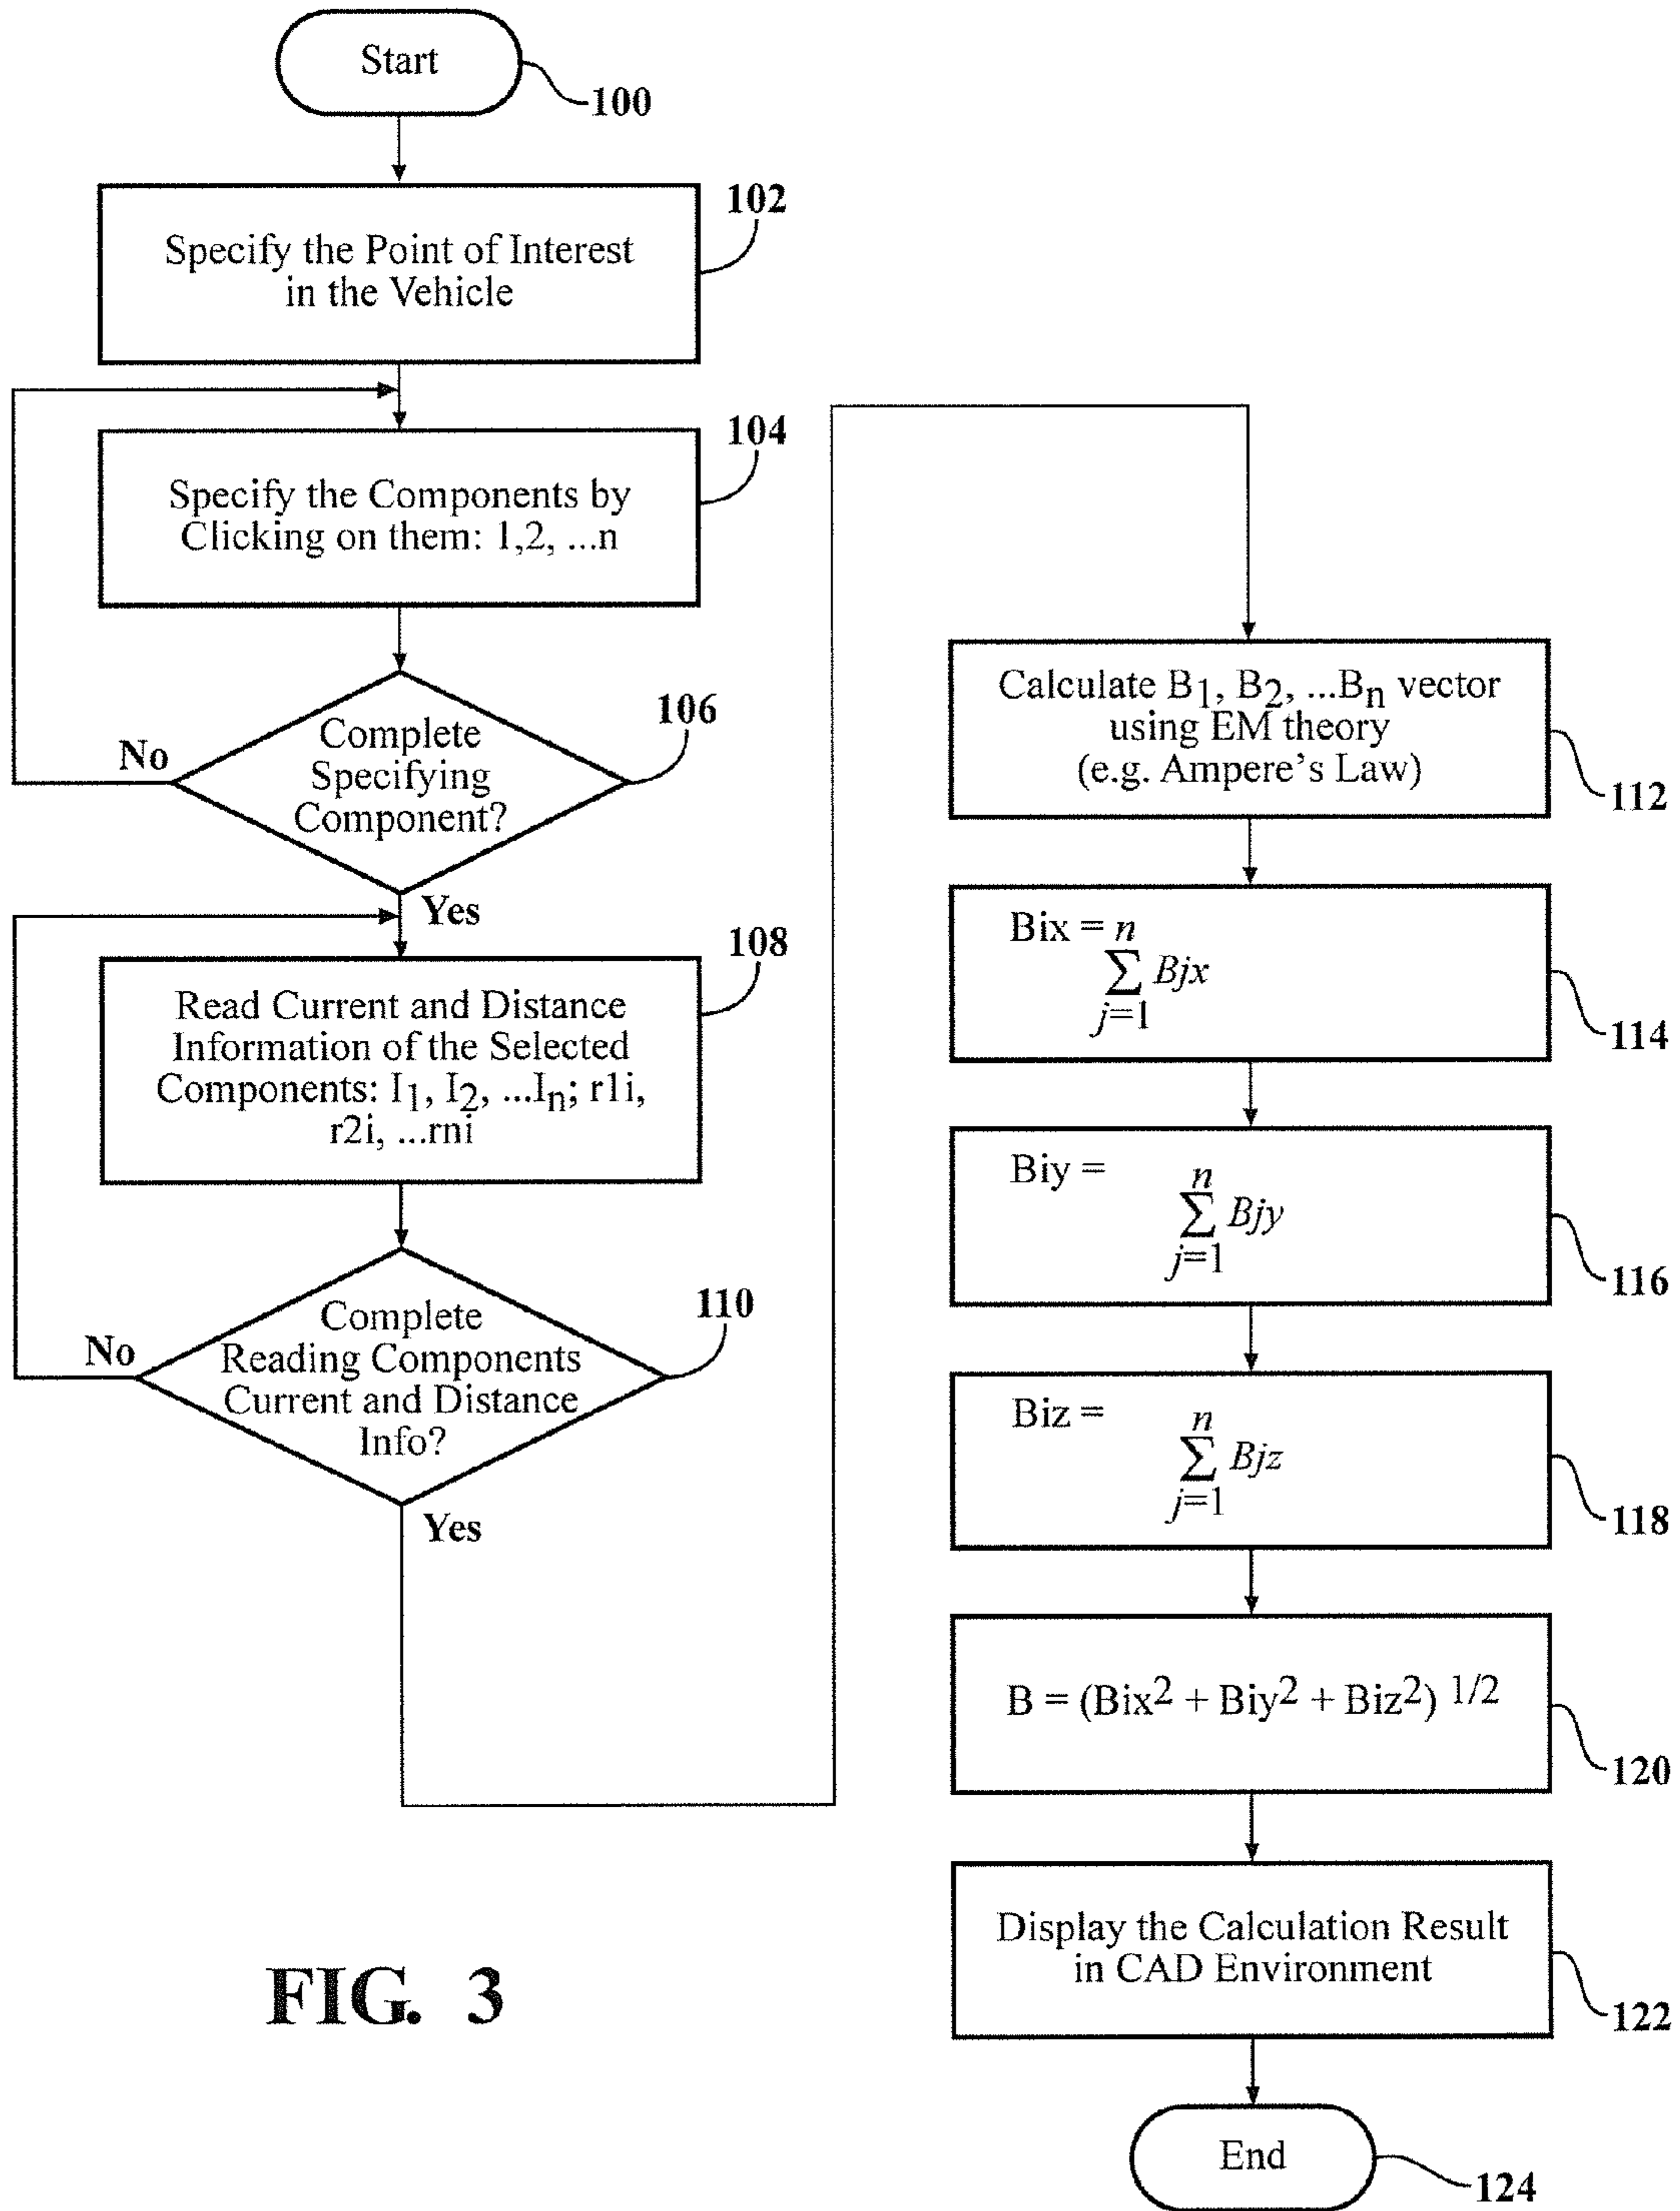 Start
100
102
Specify the Point of Interest
in the Vehicle
104
Specify the Components by
Clicking on them: 1,2, ...n
106
Complete
Specifying
Component?
No
Yes
108
Read Current and Distance
Information of the Selected
Components: I1, I2, ...In; r1i,
r2i, ...rni
110
Complete
Reading Components
Current and Distance
Info?
No
Yes
Calculate B1, B2, ...Bn vector
using EM theory
(e.g. Ampere's Law)
112
Bix = n
∑ Bjx
j=1
114
Biy = n
∑ Bjy
j=1
116
Biz = n
∑ Bjz
j=1
118
B = (Bix2 + Biy2 + Biz2) 1/2
120
Display the Calculation Result
in CAD Environment
122
End
124
FIG. 3